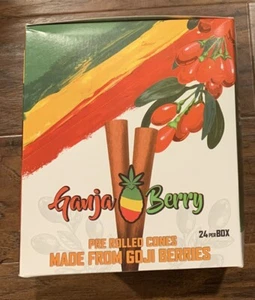 Ganja Berry
24 PER BOX
PRE ROLLED CONES
MADE FROM GOJI BERRIES